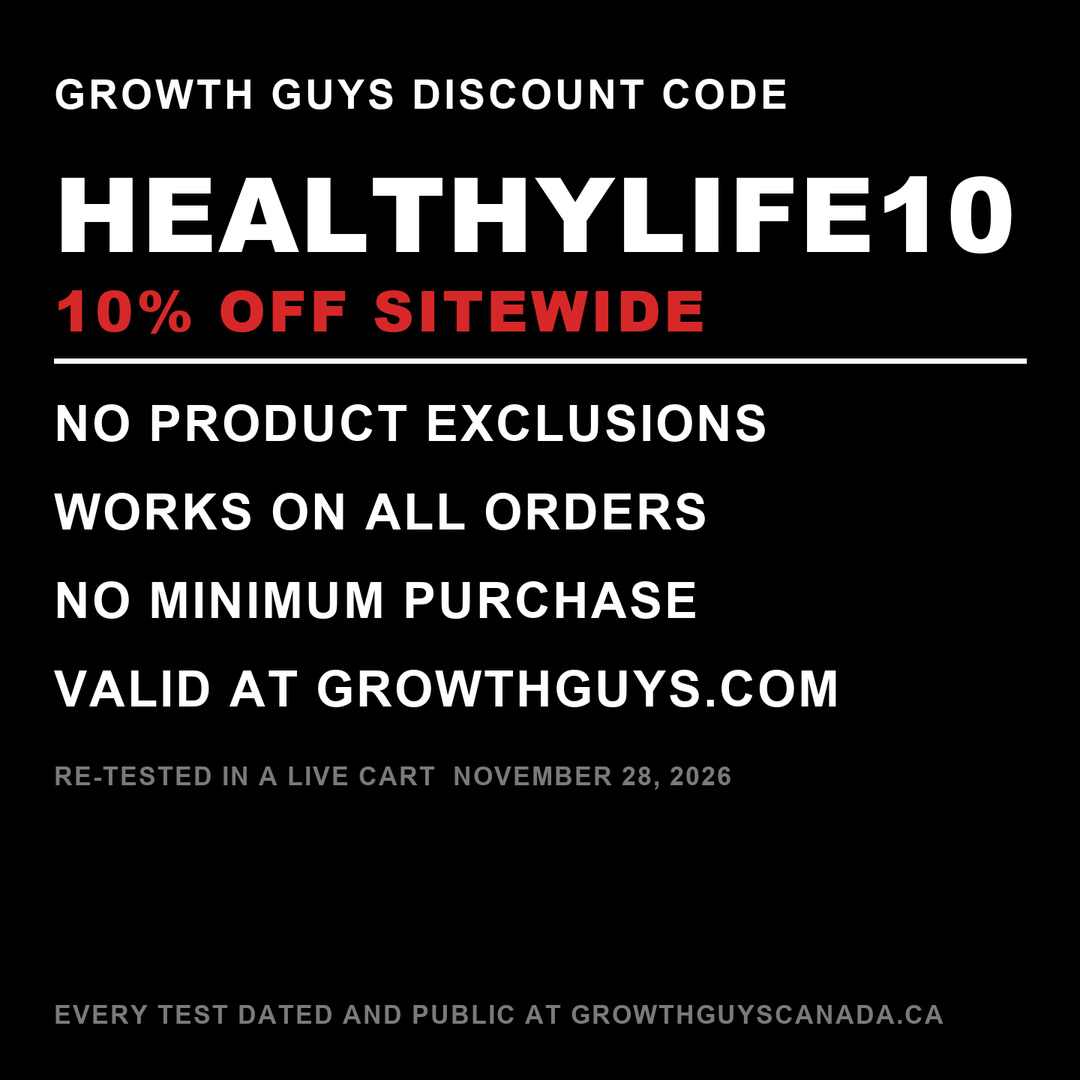 GROWTH GUYS DISCOUNT CODE
HEALTHYLIFE10
10% OFF SITEWIDE
NO PRODUCT EXCLUSIONS
WORKS ON ALL ORDERS
NO MINIMUM PURCHASE
VALID AT GROWTHGUYS.COM
RE-TESTED IN A LIVE CART NOVEMBER 28, 2026
EVERY TEST DATED AND PUBLIC AT GROWTHGUYSCANADA.CA